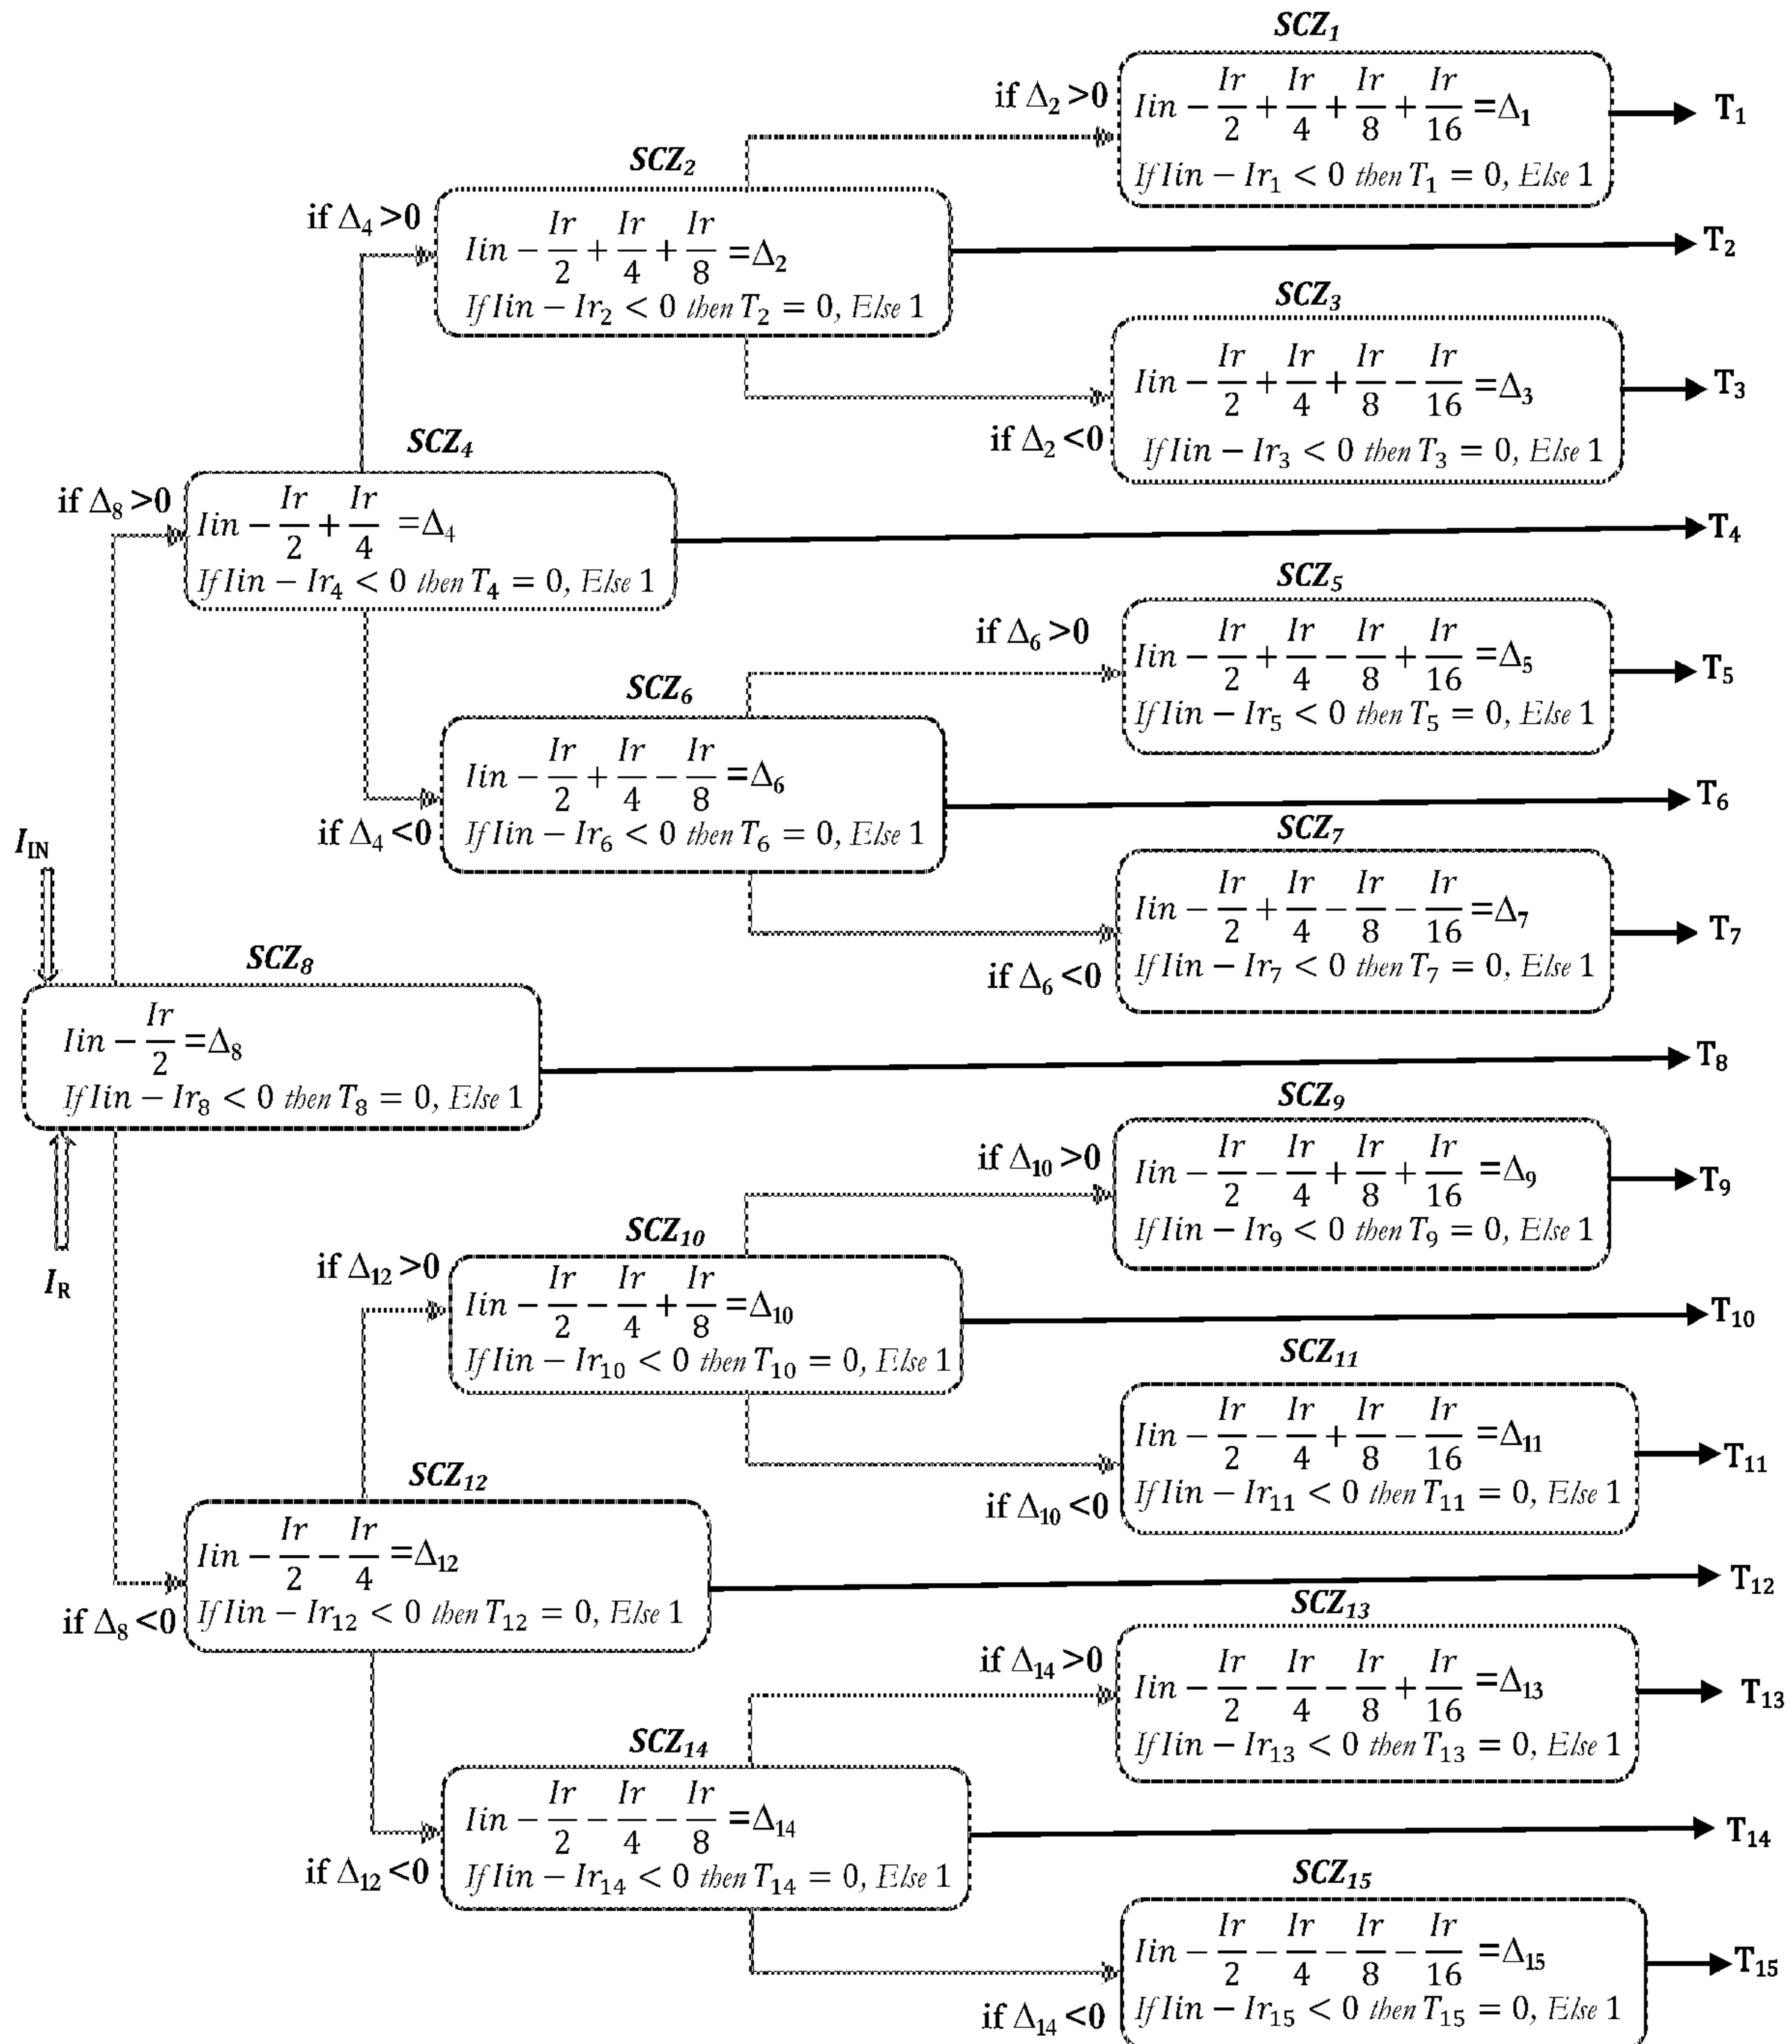 SCZ₁
if Δ₂ >0
Iin − Ir/2 + Ir/4 + Ir/8 + Ir/16 =Δ₁
If Iin − Ir₁ < 0 then T₁ = 0, Else 1
T₁
SCZ₂
if Δ₄ >0
Iin − Ir/2 + Ir/4 + Ir/8 =Δ₂
If Iin − Ir₂ < 0 then T₂ = 0, Else 1
T₂
SCZ₃
Iin − Ir/2 + Ir/4 + Ir/8 − Ir/16 =Δ₃
if Δ₂ <0
If Iin − Ir₃ < 0 then T₃ = 0, Else 1
T₃
SCZ₄
if Δ₈ >0
Iin − Ir/2 + Ir/4 =Δ₄
If Iin − Ir₄ < 0 then T₄ = 0, Else 1
T₄
SCZ₅
if Δ₆ >0
Iin − Ir/2 + Ir/4 − Ir/8 + Ir/16 =Δ₅
If Iin − Ir₅ < 0 then T₅ = 0, Else 1
T₅
SCZ₆
Iin − Ir/2 + Ir/4 − Ir/8 =Δ₆
if Δ₄ <0
If Iin − Ir₆ < 0 then T₆ = 0, Else 1
T₆
SCZ₇
Iin − Ir/2 + Ir/4 − Ir/8 − Ir/16 =Δ₇
if Δ₆ <0
If Iin − Ir₇ < 0 then T₇ = 0, Else 1
T₇
I_IN
SCZ₈
Iin − Ir/2 =Δ₈
If Iin − Ir₈ < 0 then T₈ = 0, Else 1
T₈
I_R
SCZ₉
if Δ₁₀ >0
Iin − Ir/2 − Ir/4 + Ir/8 + Ir/16 =Δ₉
If Iin − Ir₉ < 0 then T₉ = 0, Else 1
T₉
SCZ₁₀
if Δ₁₂ >0
Iin − Ir/2 − Ir/4 + Ir/8 =Δ₁₀
If Iin − Ir₁₀ < 0 then T₁₀ = 0, Else 1
T₁₀
SCZ₁₁
Iin − Ir/2 − Ir/4 + Ir/8 − Ir/16 =Δ₁₁
if Δ₁₀ <0
If Iin − Ir₁₁ < 0 then T₁₁ = 0, Else 1
T₁₁
SCZ₁₂
Iin − Ir/2 − Ir/4 =Δ₁₂
if Δ₈ <0
If Iin − Ir₁₂ < 0 then T₁₂ = 0, Else 1
T₁₂
SCZ₁₃
if Δ₁₄ >0
Iin − Ir/2 − Ir/4 − Ir/8 + Ir/16 =Δ₁₃
If Iin − Ir₁₃ < 0 then T₁₃ = 0, Else 1
T₁₃
SCZ₁₄
Iin − Ir/2 − Ir/4 − Ir/8 =Δ₁₄
if Δ₁₂ <0
If Iin − Ir₁₄ < 0 then T₁₄ = 0, Else 1
T₁₄
SCZ₁₅
Iin − Ir/2 − Ir/4 − Ir/8 − Ir/16 =Δ₁₅
if Δ₁₄ <0
If Iin − Ir₁₅ < 0 then T₁₅ = 0, Else 1
T₁₅